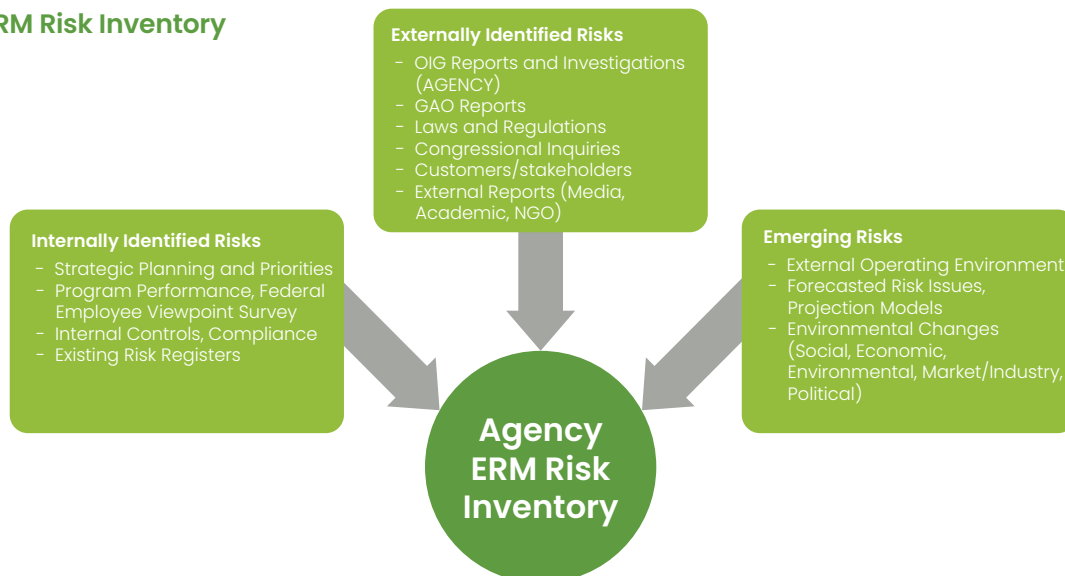 RM Risk Inventory
Externally Identified Risks
- OIG Reports and Investigations
(AGENCY)
- GAO Reports
- Laws and Regulations
- Congressional Inquiries
- Customers/stakeholders
- External Reports (Media,
Academic, NGO)
Internally Identified Risks
- Strategic Planning and Priorities
- Program Performance, Federal
Employee Viewpoint Survey
- Internal Controls, Compliance
- Existing Risk Registers
Emerging Risks
- External Operating Environment
- Forecasted Risk Issues,
Projection Models
- Environmental Changes
(Social, Economic,
Environmental, Market/Industry,
Political)
Agency
ERM Risk
Inventory